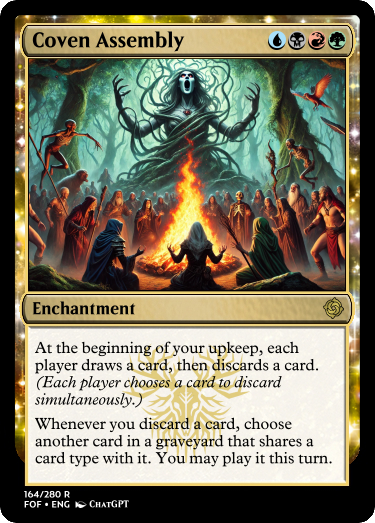 Coven Assembly
Enchantment
At the beginning of your upkeep, each
player draws a card, then discards a card.
(Each player chooses a card to discard
simultaneously.)
Whenever you discard a card, choose
another card in a graveyard that shares a
card type with it. You may play it this turn.
164/280 R
FOF • ENG ChatGPT